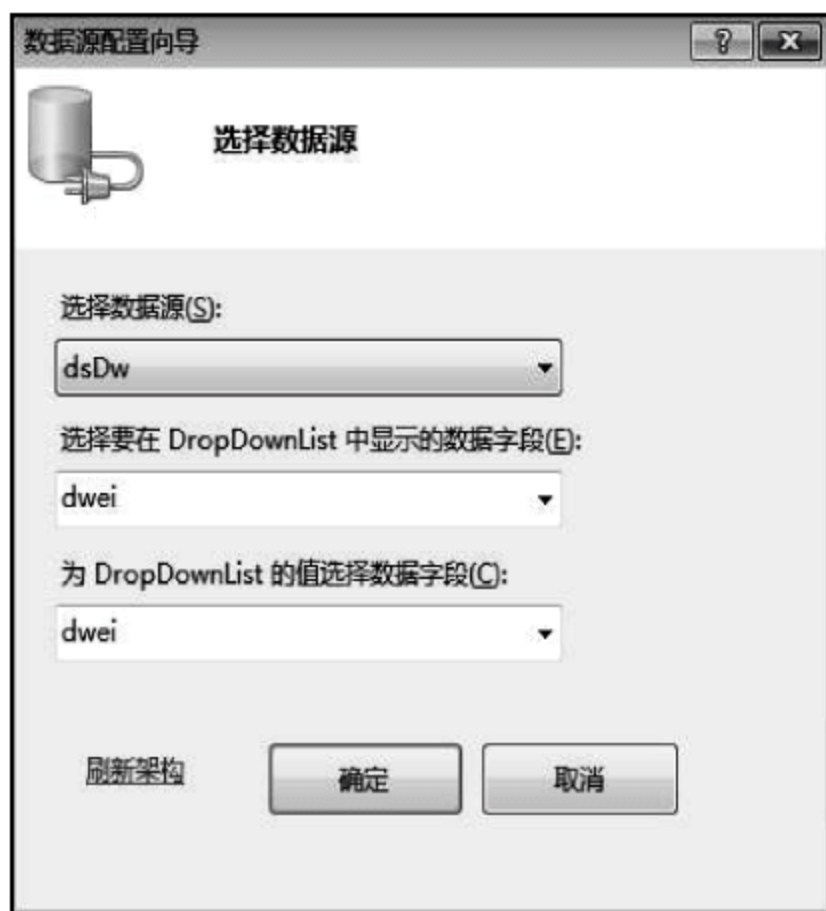 数据源配置向导
选择数据源
选择数据源(S):
dsDw
选择要在 DropDownList 中显示的数据字段(E):
dwei
为 DropDownList 的值选择数据字段(C):
dwei
刷新架构 确定 取消